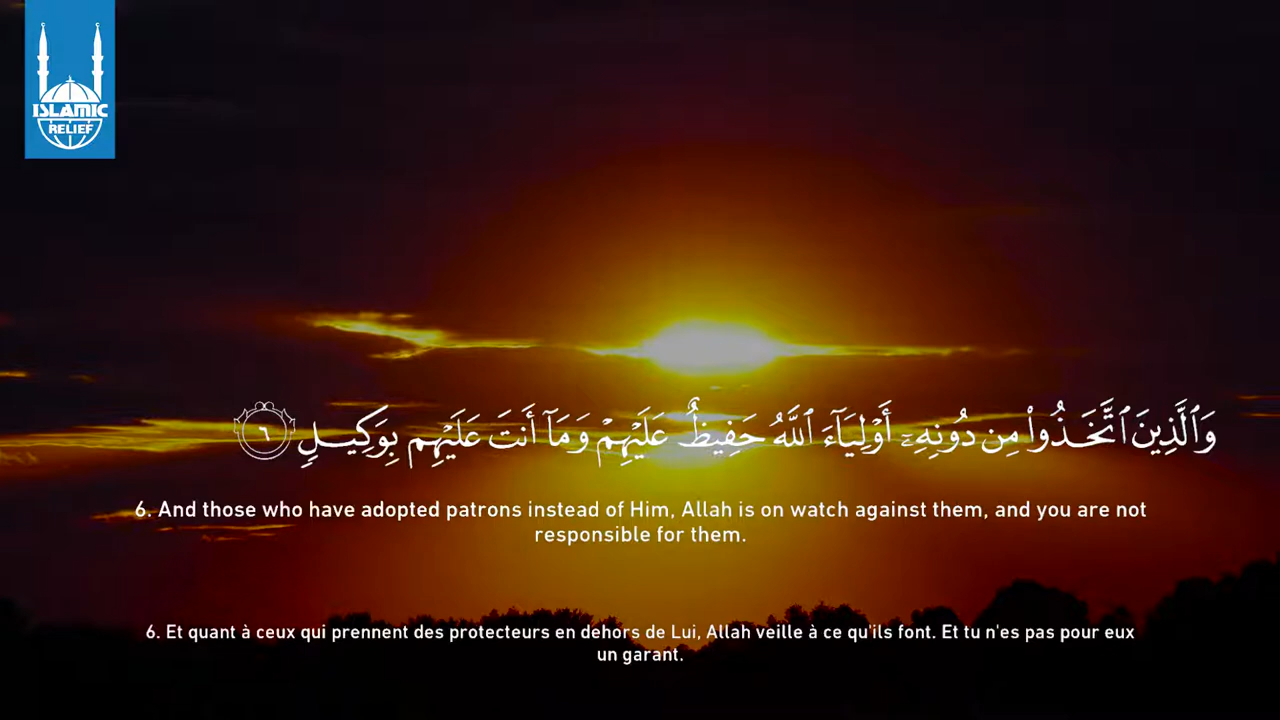 ISLAMIC
RELIEF
وَٱلَّذِينَ ٱتَّخَذُوا۟ مِن دُونِهِۦٓ أَوْلِيَآءَ ٱللَّهُ حَفِيظٌ عَلَيْهِمْ وَمَآ أَنتَ عَلَيْهِم بِوَكِيلٍ ٦
6. And those who have adopted patrons instead of Him, Allah is on watch against them, and you are not
responsible for them.
6. Et quant à ceux qui prennent des protecteurs en dehors de Lui, Allah veille à ce qu'ils font. Et tu n'es pas pour eux
un garant.